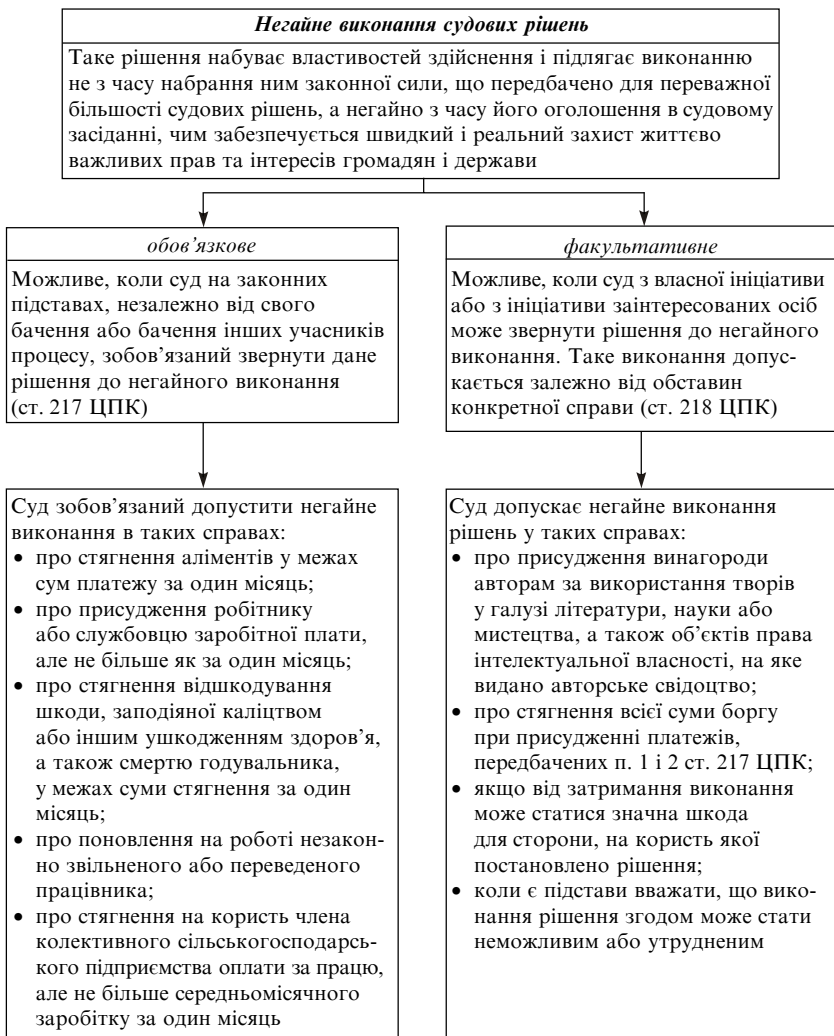 Негайне виконання судових рішень
Таке рішення набуває властивостей здійснення і підлягає виконанню
не з часу набрання ним законної сили, що передбачено для переважної
більшості судових рішень, а негайно з часу його оголошення в судовому
засіданні, чим забезпечується швидкий і реальний захист життєво
важливих прав та інтересів громадян і держави
обов’язкове
Можливе, коли суд на законних
підставах, незалежно від свого
бачення або бачення інших учасників
процесу, зобов’язаний звернути дане
рішення до негайного виконання
(ст. 217 ЦПК)
факультативне
Можливе, коли суд з власної ініціативи
або з ініціативи заінтересованих осіб
може звернути рішення до негайного
виконання. Таке виконання допус-
кається залежно від обставин
конкретної справи (ст. 218 ЦПК)
Суд зобов’язаний допустити негайне
виконання в таких справах:
• про стягнення аліментів у межах
сум платежу за один місяць;
• про присудження робітнику
або службовцю заробітної плати,
але не більше як за один місяць;
• про стягнення відшкодування
шкоди, заподіяної каліцтвом
або іншим ушкодженням здоров’я,
а також смертю годувальника,
у межах суми стягнення за один
місяць;
• про поновлення на роботі незакон-
но звільненого або переведеного
працівника;
• про стягнення на користь члена
колективного сільськогосподарсь-
кого підприємства оплати за працю,
але не більше середньомісячного
заробітку за один місяць
Суд допускає негайне виконання
рішень у таких справах:
• про присудження винагороди
авторам за використання творів
у галузі літератури, науки або
мистецтва, а також об’єктів права
інтелектуальної власності, на яке
видано авторське свідоцтво;
• про стягнення всієї суми боргу
при присудженні платежів,
передбачених п. 1 і 2 ст. 217 ЦПК;
• якщо від затримання виконання
може статися значна шкода
для сторони, на користь якої
постановлено рішення;
• коли є підстави вважати, що вико-
нання рішення згодом може стати
неможливим або утрудненим